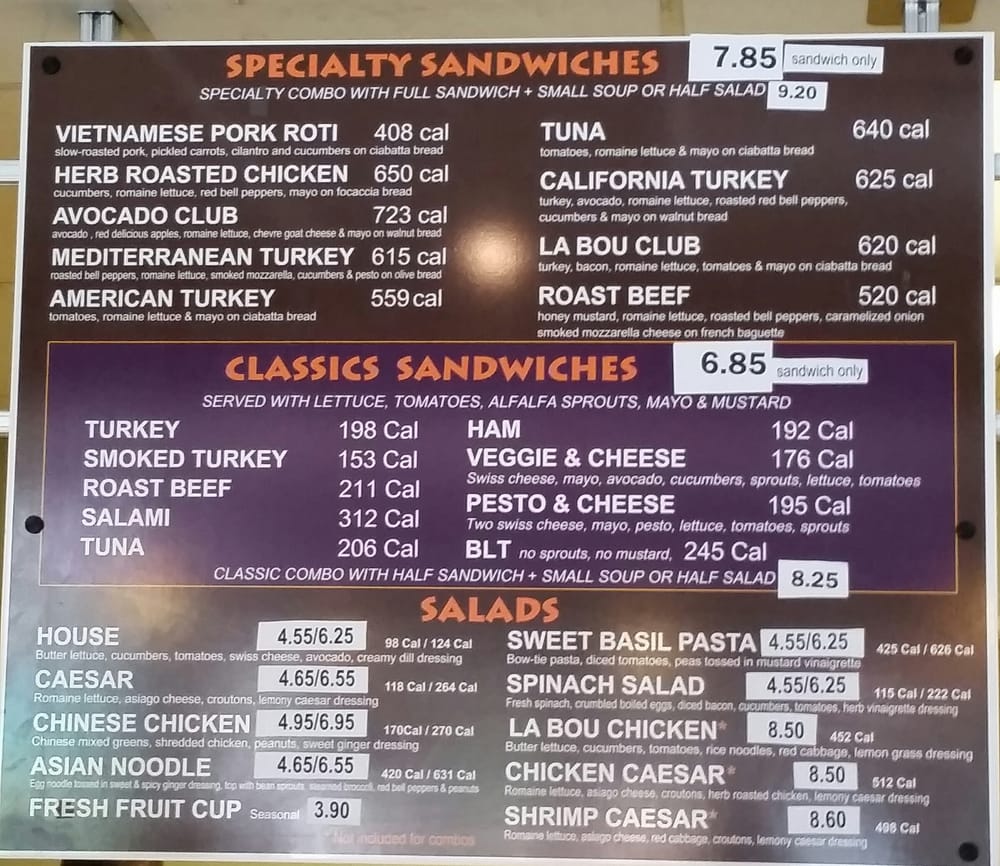 SPECIALTY SANDWICHES 7.85 sandwich only
SPECIALTY COMBO WITH FULL SANDWICH + SMALL SOUP OR HALF SALAD 9.20
VIETNAMESE PORK ROTI 408 cal
slow-roasted pork, pickled carrots, cilantro and cucumbers on ciabatta bread
HERB ROASTED CHICKEN 650 cal
cucumbers, romaine lettuce, red bell peppers, mayo on focaccia bread
AVOCADO CLUB 723 cal
avocado , red delicious apples, romaine lettuce, chevre goat cheese & mayo on walnut bread
MEDITERRANEAN TURKEY 615 cal
roasted bell peppers, romaine lettuce, smoked mozzarella, cucumbers & pesto on olive bread
AMERICAN TURKEY 559 cal
tomatoes, romaine lettuce & mayo on ciabatta bread
TUNA 640 cal
tomatoes, romaine lettuce & mayo on ciabatta bread
CALIFORNIA TURKEY 625 cal
turkey, avocado, romaine lettuce, roasted red bell peppers,
cucumbers & mayo on walnut bread
LA BOU CLUB 620 cal
turkey, bacon, romaine lettuce, tomatoes & mayo on ciabatta bread
ROAST BEEF 520 cal
honey mustard, romaine lettuce, roasted bell peppers, caramelized onion
smoked mozzarella cheese on french baguette
CLASSICS SANDWICHES 6.85 sandwich only
SERVED WITH LETTUCE, TOMATOES, ALFALFA SPROUTS, MAYO & MUSTARD
TURKEY 198 Cal
SMOKED TURKEY 153 Cal
ROAST BEEF 211 Cal
SALAMI 312 Cal
TUNA 206 Cal
HAM 192 Cal
VEGGIE & CHEESE 176 Cal
Swiss cheese, mayo, avocado, cucumbers, sprouts, lettuce, tomatoes
PESTO & CHEESE 195 Cal
Two swiss cheese, mayo, pesto, lettuce, tomatoes, sprouts
BLT no sprouts, no mustard, 245 Cal
CLASSIC COMBO WITH HALF SANDWICH + SMALL SOUP OR HALF SALAD 8.25
SALADS
HOUSE 4.55/6.25 98 Cal / 124 Cal
Butter lettuce, cucumbers, tomatoes, swiss cheese, avocado, creamy dill dressing
CAESAR 4.65/6.55 118 Cal / 264 Cal
Romaine lettuce, asiago cheese, croutons, lemony caesar dressing
CHINESE CHICKEN 4.95/6.95 170Cal / 270 Cal
Chinese mixed greens, shredded chicken, peanuts, sweet ginger dressing
ASIAN NOODLE 4.65/6.55 420 Cal / 631 Cal
Egg noodle tossed in sweet & spicy ginger dressing, top with bean sprouts, steamed broccoli, red bell peppers & peanuts
FRESH FRUIT CUP Seasonal 3.90
*Not included for combos
SWEET BASIL PASTA 4.55/6.25 425 Cal / 626 Cal
Bow-tie pasta, diced tomatoes, peas tossed in mustard vinaigrette
SPINACH SALAD 4.55/6.25 115 Cal / 222 Cal
Fresh spinach, crumbled boiled eggs, diced bacon, cucumbers, tomatoes, herb vinaigrette dressing
LA BOU CHICKEN* 8.50 452 Cal
Butter lettuce, cucumbers, tomatoes, rice noodles, red cabbage, lemon grass dressing
CHICKEN CAESAR* 8.50 512 Cal
Romaine lettuce, asiago cheese, croutons, herb roasted chicken, lemony caesar dressing
SHRIMP CAESAR* 8.60 498 Cal
Romaine lettuce, asiago cheese, red cabbage, croutons, lemony caesar dressing